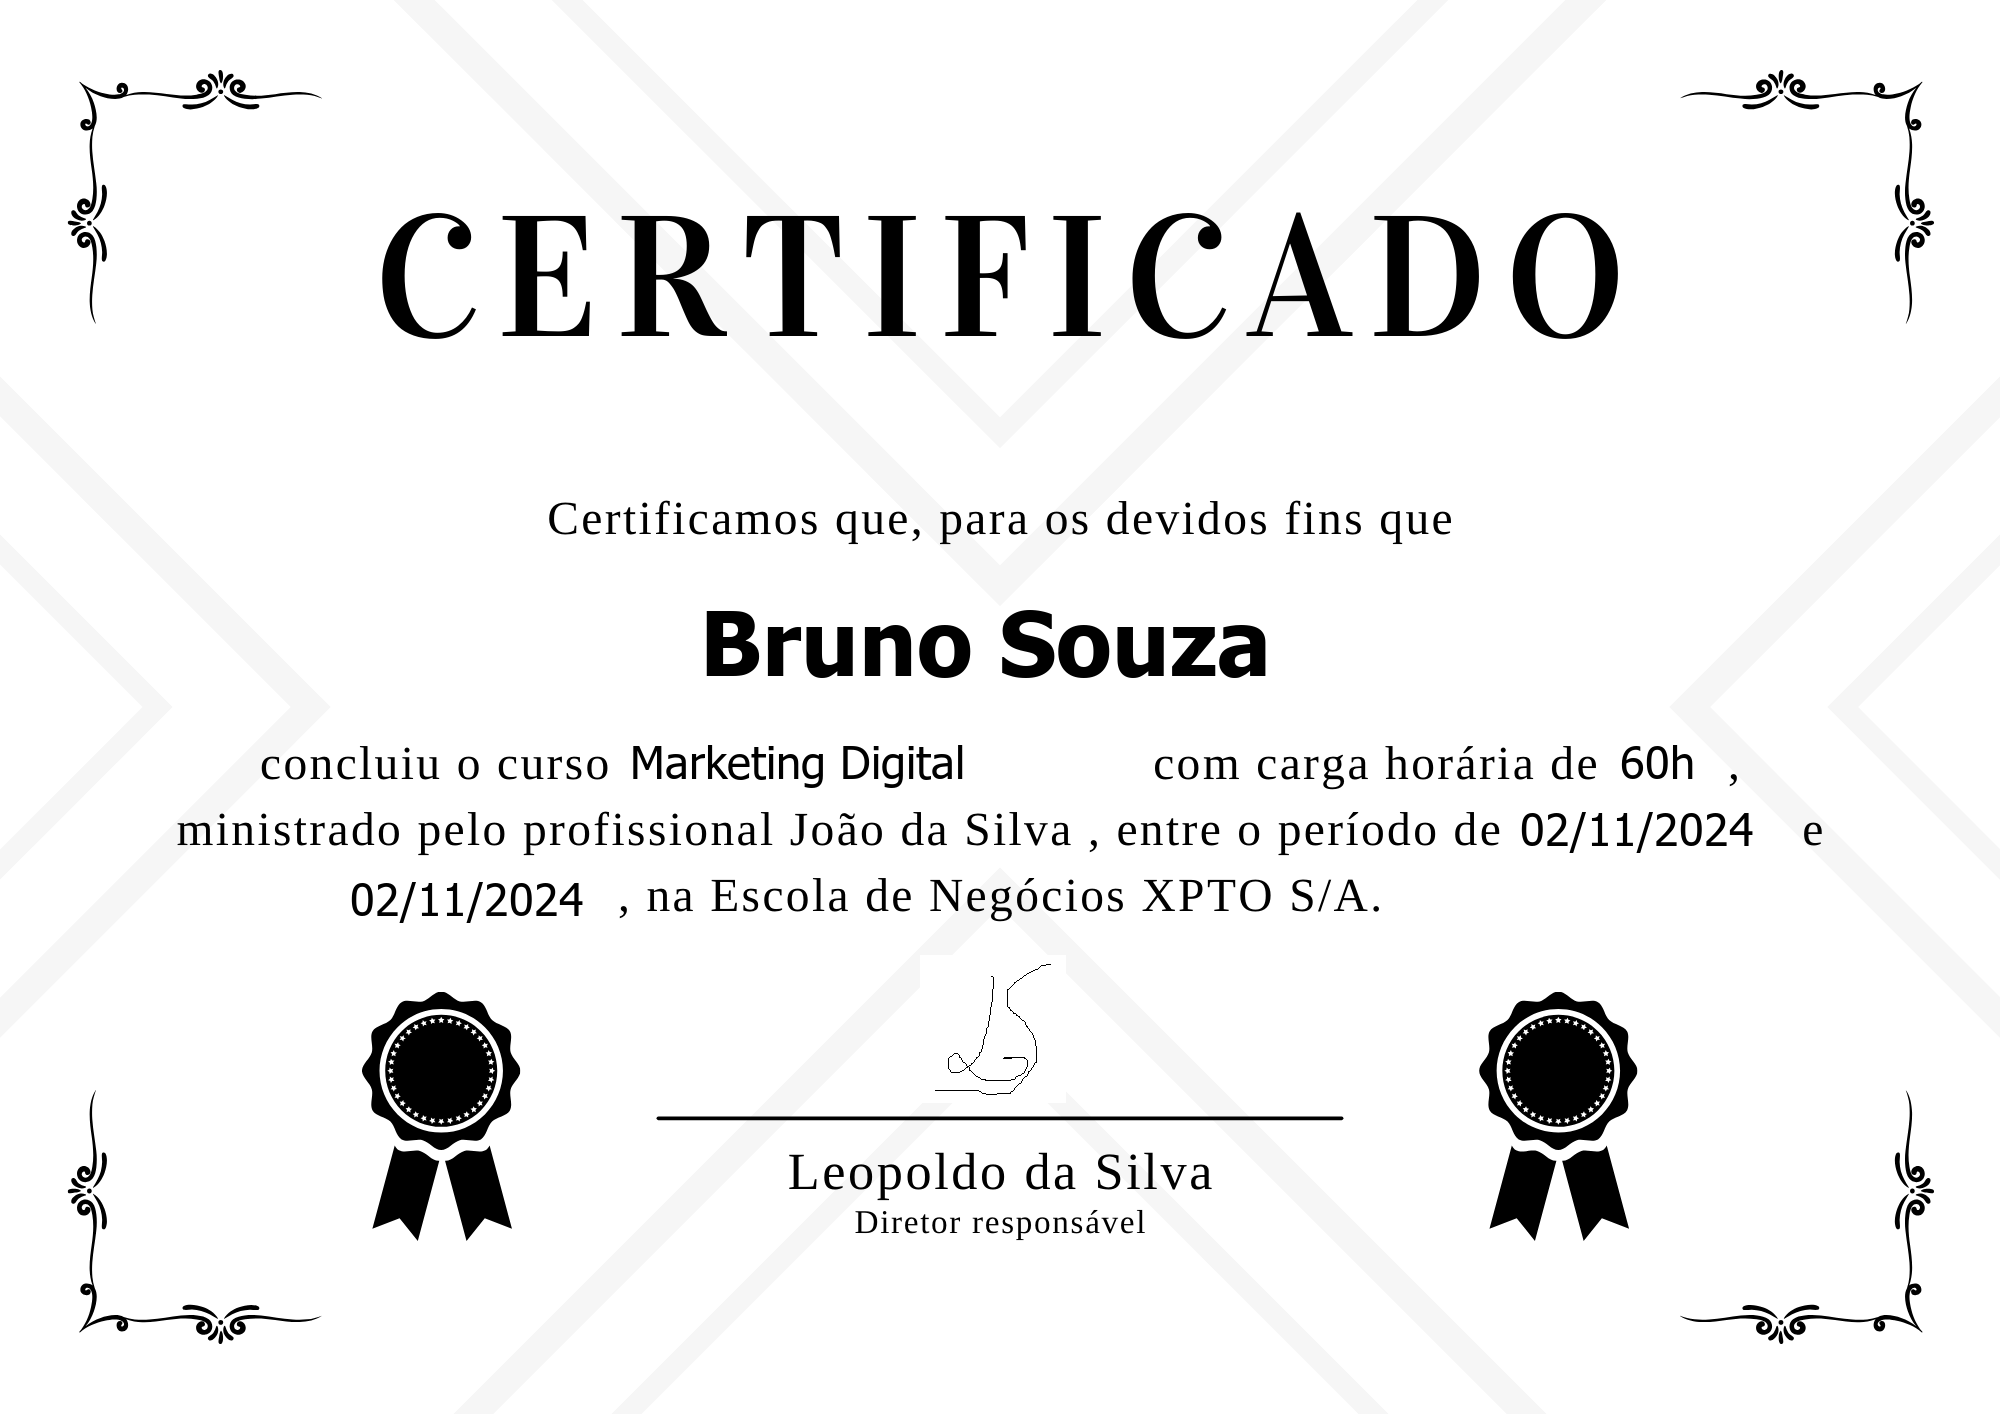 CERTIFICADO
Certificamos que, para os devidos fins que
Bruno Souza
concluiu o curso Marketing Digital com carga horária de 60h ,
ministrado pelo profissional João da Silva , entre o período de 02/11/2024 e
02/11/2024 , na Escola de Negócios XPTO S/A.
Leopoldo da Silva
Diretor responsável